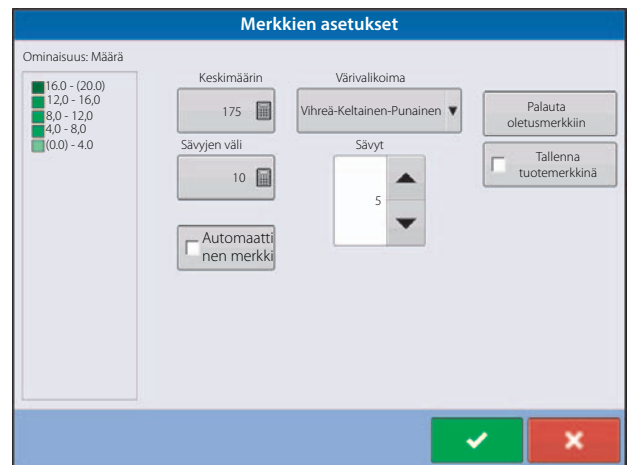 Merkkien asetukset
Ominaisuus: Määrä
16.0 - (20.0)
12,0 - 16,0
8,0 - 12,0
4,0 - 8,0
(0.0) - 4.0
Keskimäärin
175
Värivalikoima
Vihreä-Keltainen-Punainen
Sävyjen väli
10
Sävyt
5
Automaatti
nen merkki
Palauta
oletusmerkkiin
Tallenna
tuotemerkkinä